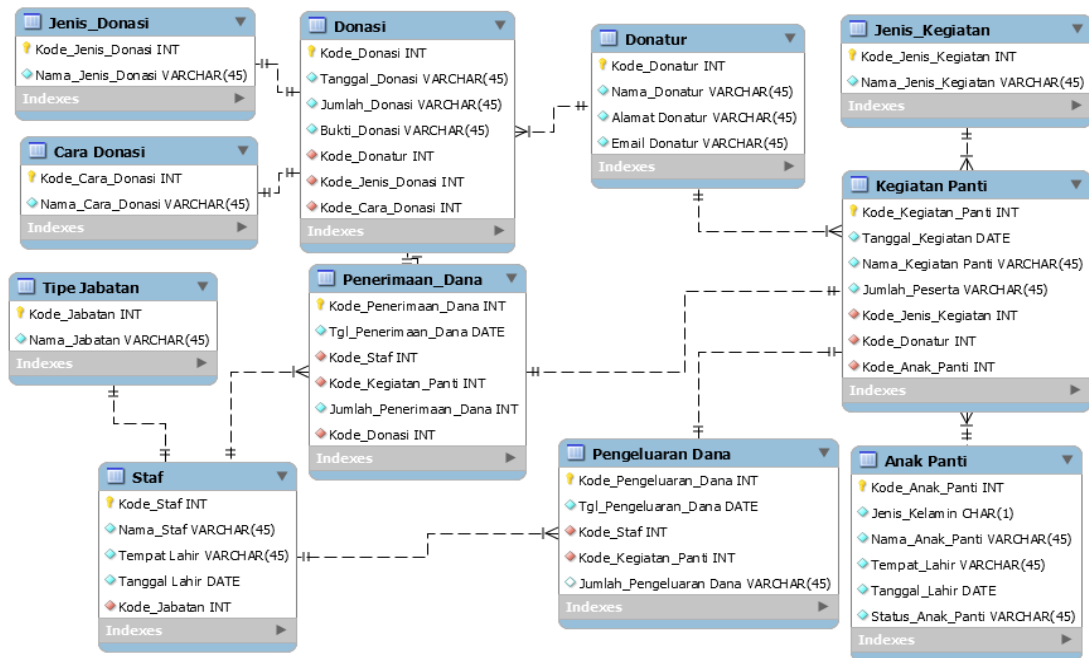 Jenis_Donasi
Kode_Jenis_Donasi INT
Nama_Jenis_Donasi VARCHAR(45)
Indexes
Donasi
Kode_Donasi INT
Tanggal_Donasi VARCHAR(45)
Jumlah_Donasi VARCHAR(45)
Bukti_Donasi VARCHAR(45)
Kode_Donatur INT
Kode_Jenis_Donasi INT
Kode_Cara_Donasi INT
Indexes
Donatur
Kode_Donatur INT
Nama_Donatur VARCHAR(45)
Alamat Donatur VARCHAR(45)
Email Donatur VARCHAR(45)
Indexes
Jenis_Kegiatan
Kode_Jenis_Kegiatan INT
Nama_Jenis_Kegiatan VARCHAR(45)
Indexes
Cara Donasi
Kode_Cara_Donasi INT
Nama_Cara_Donasi VARCHAR(45)
Indexes
Kegiatan Panti
Kode_Kegiatan_Panti INT
Tanggal_Kegiatan DATE
Nama_Kegiatan Panti VARCHAR(45)
Jumlah_Peserta VARCHAR(45)
Kode_Jenis_Kegiatan INT
Kode_Donatur INT
Kode_Anak_Panti INT
Indexes
Tipe Jabatan
Kode_Jabatan INT
Nama_Jabatan VARCHAR(45)
Indexes
Penerimaan_Dana
Kode_Penerimaan_Dana INT
Tgl_Penerimaan_Dana DATE
Kode_Staf INT
Kode_Kegiatan_Panti INT
Jumlah_Penerimaan_Dana INT
Kode_Donasi INT
Indexes
Staf
Kode_Staf INT
Nama_Staf VARCHAR(45)
Tempat Lahir VARCHAR(45)
Tanggal Lahir DATE
Kode_Jabatan INT
Indexes
Pengeluaran Dana
Kode_Pengeluaran_Dana INT
Tgl_Pengeluaran_Dana DATE
Kode_Staf INT
Kode_Kegiatan_Panti INT
Jumlah_Pengeluaran Dana VARCHAR(45)
Indexes
Anak Panti
Kode_Anak_Panti INT
Jenis_Kelamin CHAR(1)
Nama_Anak_Panti VARCHAR(45)
Tempat_Lahir VARCHAR(45)
Tanggal_Lahir DATE
Status_Anak_Panti VARCHAR(45)
Indexes